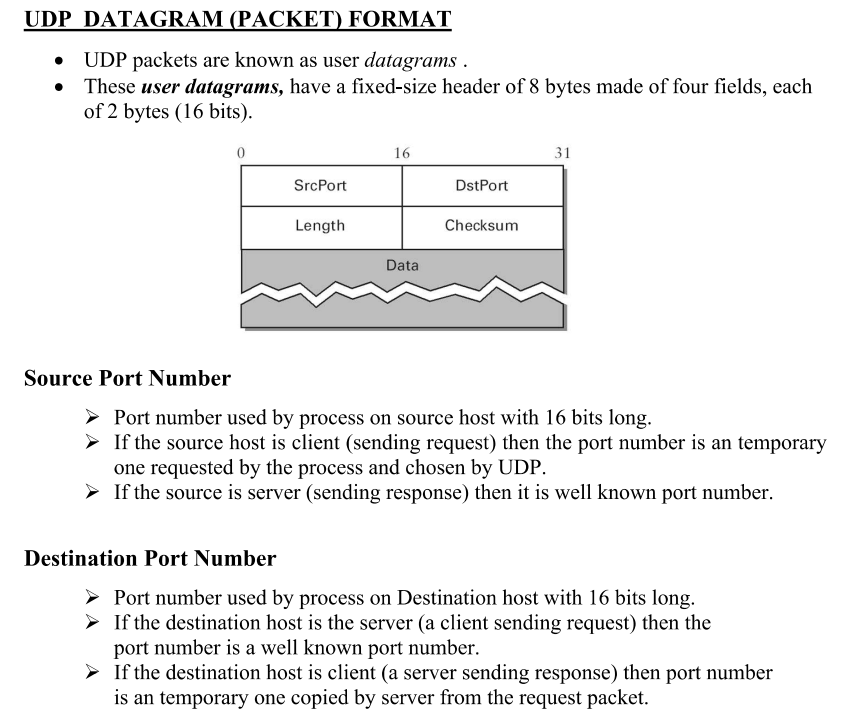 UDP DATAGRAM (PACKET) FORMAT
• UDP packets are known as user datagrams .
• These user datagrams, have a fixed-size header of 8 bytes made of four fields, each
of 2 bytes (16 bits).
0 16 31
SrcPort DstPort
Length Checksum
Data
Source Port Number
➢ Port number used by process on source host with 16 bits long.
➢ If the source host is client (sending request) then the port number is an temporary
one requested by the process and chosen by UDP.
➢ If the source is server (sending response) then it is well known port number.
Destination Port Number
➢ Port number used by process on Destination host with 16 bits long.
➢ If the destination host is the server (a client sending request) then the
port number is a well known port number.
➢ If the destination host is client (a server sending response) then port number
is an temporary one copied by server from the request packet.